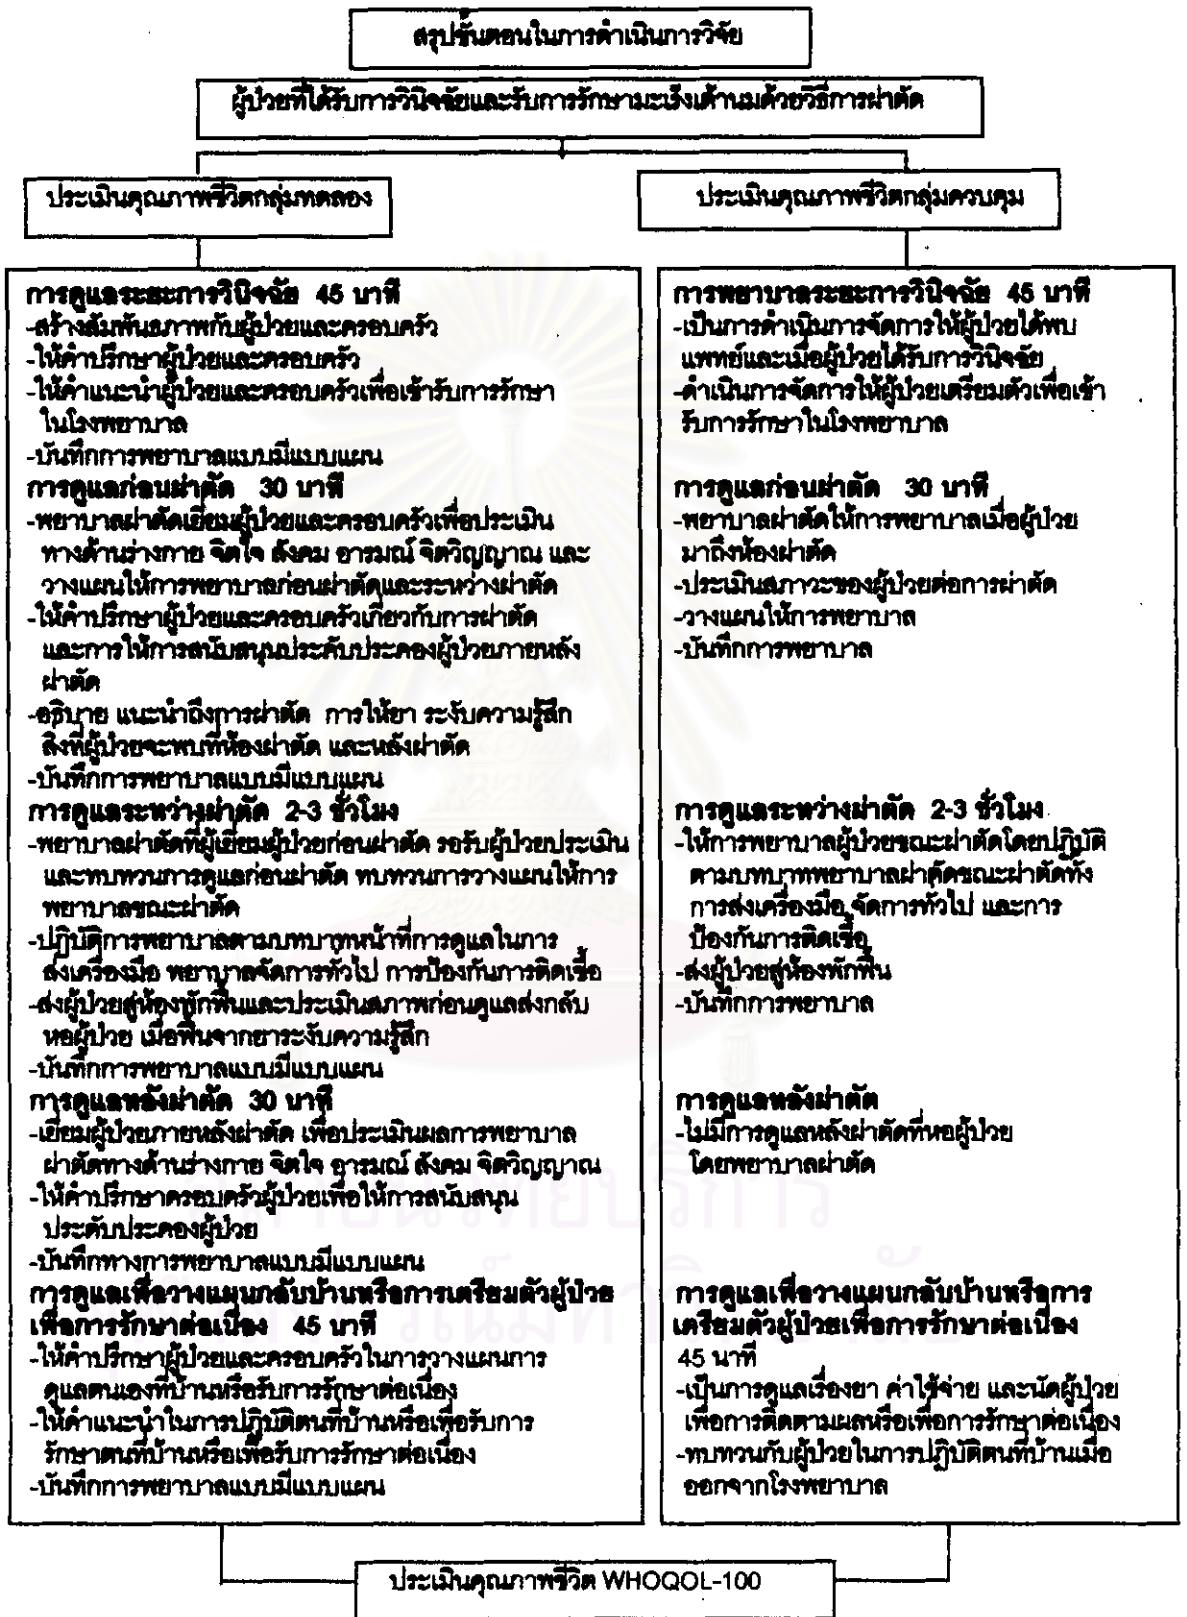 สรุปขั้นตอนในการดำเนินการวิจัย
ผู้ป่วยที่ได้รับการวินิจฉัยและรับการรักษามะเร็งเต้านมด้วยวิธีการผ่าตัด
ประเมินคุณภาพชีวิตกลุ่มทดลอง
ประเมินคุณภาพชีวิตกลุ่มควบคุม
การดูแลระยะการวินิจฉัย 45 นาที
-สร้างสัมพันธภาพกับผู้ป่วยและครอบครัว
-ให้คำปรึกษาผู้ป่วยและครอบครัว
-ให้คำแนะนำผู้ป่วยและครอบครัวเพื่อเข้ารับการรักษา
ในโรงพยาบาล
-บันทึกการพยาบาลแบบมีแบบแผน
การดูแลก่อนผ่าตัด 30 นาที
-พยาบาลผ่าตัดเยี่ยมผู้ป่วยและครอบครัวเพื่อประเมิน
ทางด้านร่างกาย จิตใจ สังคม อารมณ์ จิตวิญญาณ และ
วางแผนให้การพยาบาลก่อนผ่าตัดและระหว่างผ่าตัด
-ให้คำปรึกษาผู้ป่วยและครอบครัวเกี่ยวกับการผ่าตัด
และการให้การสนับสนุนประคับประคองผู้ป่วยภายหลัง
ผ่าตัด
-อธิบาย แนะนำถึงการผ่าตัด การให้ยา ระงับความรู้สึก
สิ่งที่ผู้ป่วยจะพบที่ห้องผ่าตัด และหลังผ่าตัด
-บันทึกการพยาบาลแบบมีแบบแผน
การดูแลระหว่างผ่าตัด 2-3 ชั่วโมง
-พยาบาลผ่าตัดที่ผู้เยี่ยมผู้ป่วยก่อนผ่าตัด รอรับผู้ป่วยประเมิน
และทบทวนการดูแลก่อนผ่าตัด ทบทวนการวางแผนให้การ
พยาบาลขณะผ่าตัด
-ปฏิบัติการพยาบาลตามบทบาทหน้าที่การดูแลในการ
ส่งเครื่องมือ พยาบาลจัดการทั่วไป การป้องกันการติดเชื้อ
-ส่งผู้ป่วยสู่ห้องพักฟื้นและประเมินสภาพก่อนดูแลส่งกลับ
หอผู้ป่วย เมื่อฟื้นจากยาระงับความรู้สึก
-บันทึกการพยาบาลแบบมีแบบแผน
การดูแลหลังผ่าตัด 30 นาที
-เยี่ยมผู้ป่วยภายหลังผ่าตัด เพื่อประเมินผลการพยาบาล
ผ่าตัดทางด้านร่างกาย จิตใจ อารมณ์ สังคม จิตวิญญาณ
-ให้คำปรึกษาครอบครัวผู้ป่วยเพื่อให้การสนับสนุน
ประคับประคองผู้ป่วย
-บันทึกทางการพยาบาลแบบมีแบบแผน
การดูแลเพื่อวางแผนกลับบ้านหรือการเตรียมตัวผู้ป่วย
เพื่อการรักษาต่อเนื่อง 45 นาที
-ให้คำปรึกษาผู้ป่วยและครอบครัวในการวางแผนการ
ดูแลตนเองที่บ้านหรือรับการรักษาต่อเนื่อง
-ให้คำแนะนำในการปฏิบัติตนที่บ้านหรือเพื่อรับการ
รักษาตนที่บ้านหรือเพื่อรับการรักษาต่อเนื่อง
-บันทึกการพยาบาลแบบมีแบบแผน
การพยาบาลระยะการวินิจฉัย 45 นาที
-เป็นการดำเนินการจัดการให้ผู้ป่วยได้พบ
แพทย์และเมื่อผู้ป่วยได้รับการวินิจฉัย
-ดำเนินการจัดการให้ผู้ป่วยเตรียมตัวเพื่อเข้า
รับการรักษาในโรงพยาบาล
การดูแลก่อนผ่าตัด 30 นาที
-พยาบาลผ่าตัดให้การพยาบาลเมื่อผู้ป่วย
มาถึงห้องผ่าตัด
-ประเมินสภาวะของผู้ป่วยต่อการผ่าตัด
-วางแผนให้การพยาบาล
-บันทึกการพยาบาล
การดูแลระหว่างผ่าตัด 2-3 ชั่วโมง
-ให้การพยาบาลผู้ป่วยขณะผ่าตัดโดยปฏิบัติ
ตามบทบาทพยาบาลผ่าตัดขณะผ่าตัดทั้ง
การส่งเครื่องมือ จัดการทั่วไป และการ
ป้องกันการติดเชื้อ
-ส่งผู้ป่วยสู่ห้องพักฟื้น
-บันทึกการพยาบาล
การดูแลหลังผ่าตัด
-ไม่มีการดูแลหลังผ่าตัดที่หอผู้ป่วย
โดยพยาบาลผ่าตัด
การดูแลเพื่อวางแผนกลับบ้านหรือการ
เตรียมตัวผู้ป่วยเพื่อการรักษาต่อเนื่อง
45 นาที
-เป็นการดูแลเรื่องยา ค่าใช้จ่าย และนัดผู้ป่วย
เพื่อการติดตามผลหรือเพื่อการรักษาต่อเนื่อง
-ทบทวนกับผู้ป่วยในการปฏิบัติตนที่บ้านเมื่อ
ออกจากโรงพยาบาล
ประเมินคุณภาพชีวิต WHOQOL-100